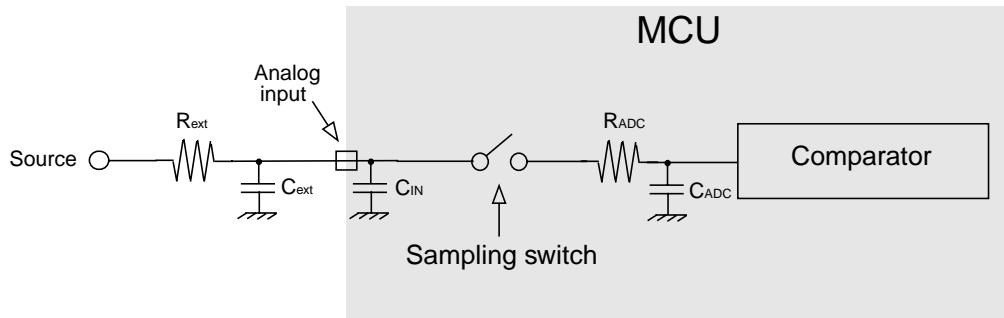 MCU
Analog
input
Rext
RADC
Source
Comparator
Cext
CIN
CADC
Sampling switch